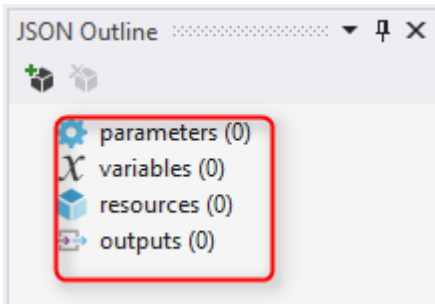 JSON Outline
parameters (0)
variables (0)
resources (0)
outputs (0)